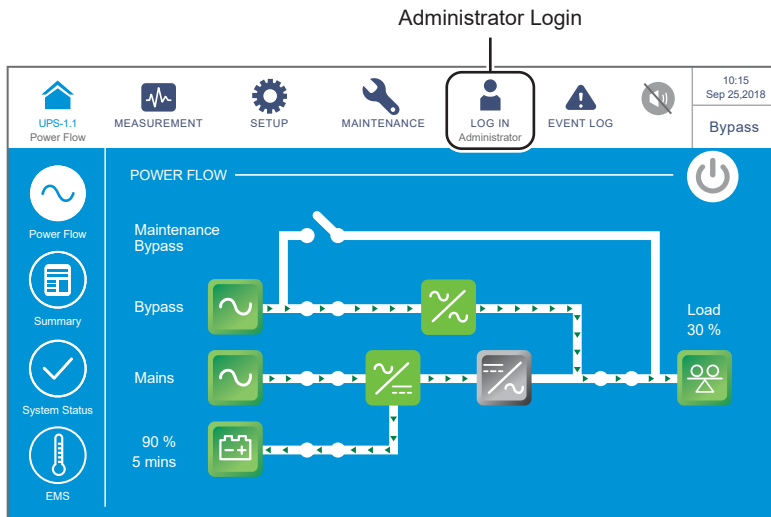 Administrator Login
10:15
Sep 25,2018
UPS-1.1
Power Flow
MEASUREMENT
SETUP
MAINTENANCE
LOG IN
Administrator
EVENT LOG
Bypass
POWER FLOW
Power Flow
Maintenance
Bypass
Summary
Bypass
Load
30 %
System Status
Mains
90 %
5 mins
EMS